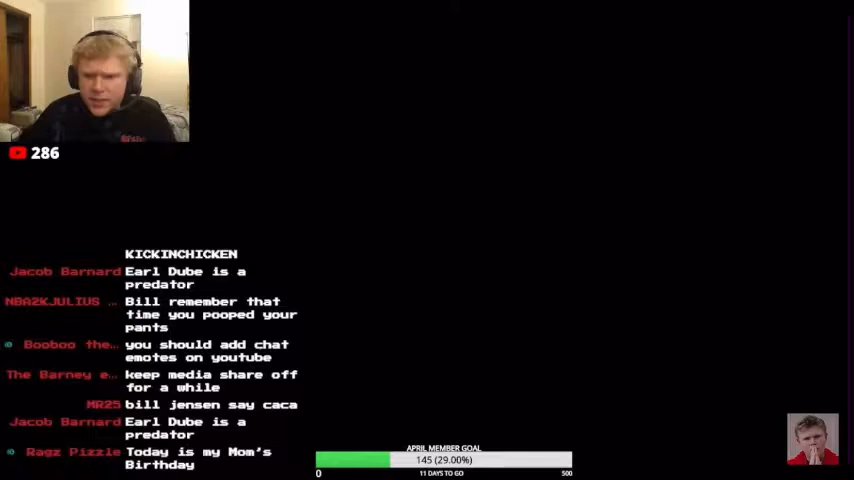 286
KICKINCHICKEN
Jacob Barnard Earl Dube is a
predator
NBA2KJULIUS … Bill remember that
time you pooped your
pants
Booboo the… you should add chat
emotes on youtube
The Barney e… keep media share off
for a while
MR25 bill jensen say caca
Jacob Barnard Earl Dube is a
predator
Ragz Pizzle Today is my Mom's
Birthday
APRIL MEMBER GOAL
145 (29.00%)
0 11 DAYS TO GO 500